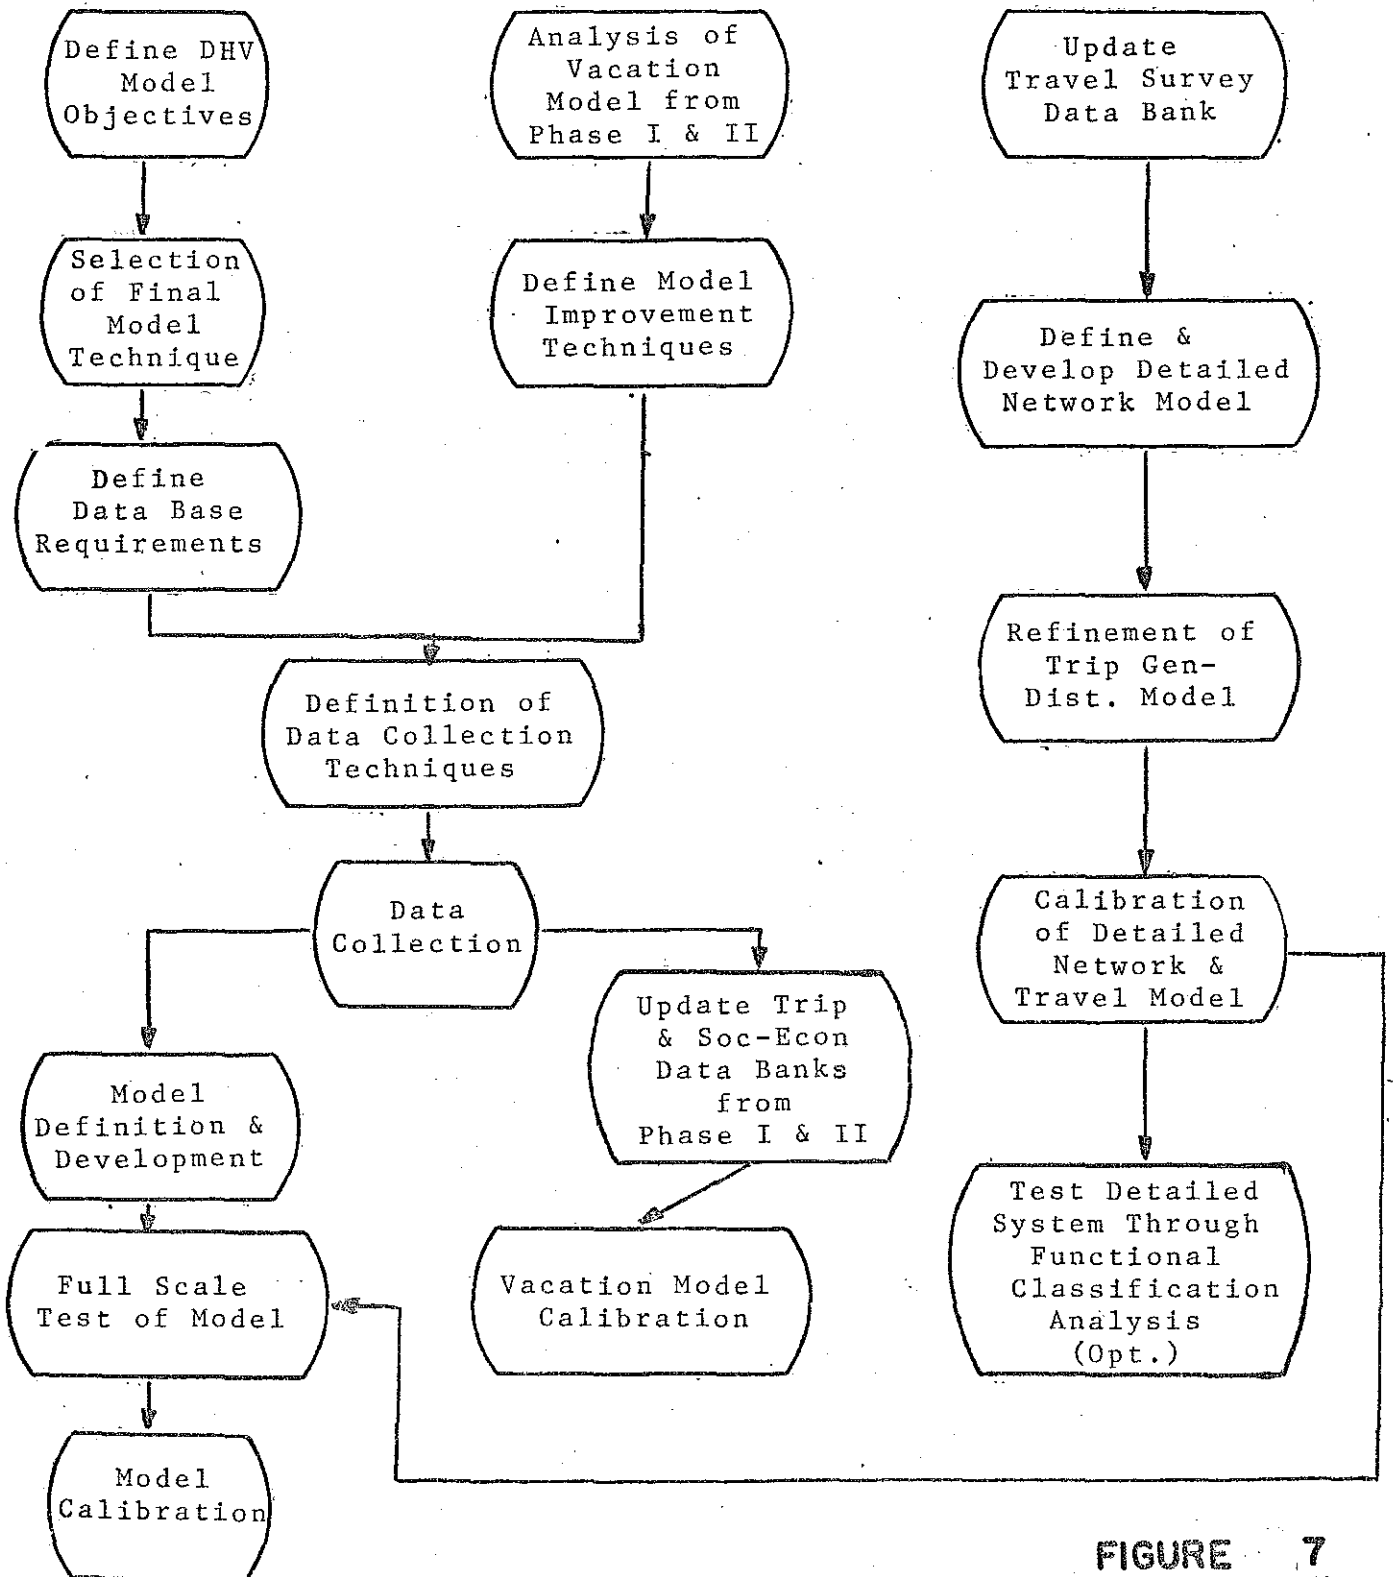 Define DHV
Model
Objectives
Analysis of
Vacation
Model from
Phase I & II
Update
Travel Survey
Data Bank
Selection
of Final
Model
Technique
Define Model
Improvement
Techniques
Define &
Develop Detailed
Network Model
Define
Data Base
Requirements
Refinement of
Trip Gen-
Dist. Model
Definition of
Data Collection
Techniques
Data
Collection
Calibration
of Detailed
Network &
Travel Model
Update Trip
& Soc-Econ
Data Banks
from
Phase I & II
Model
Definition &
Development
Test Detailed
System Through
Functional
Classification
Analysis
(Opt.)
Full Scale
Test of Model
Vacation Model
Calibration
Model
Calibration
FIGURE 7